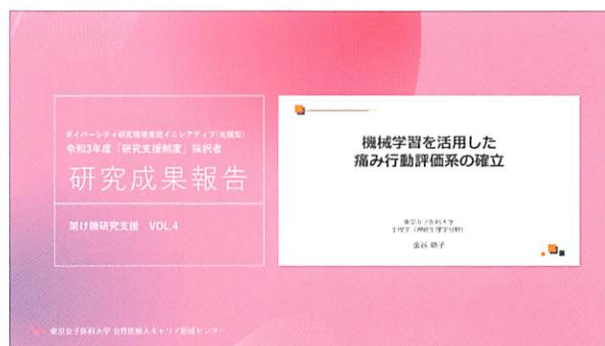 ダイバーシティ研究環境実現イニシアティブ(先端型)
令和3年度「研究支援制度」採択者
研究成果報告
架け橋研究支援 VOL.4
機械学習を活用した
痛み行動評価系の確立
東京女子医科大学
生理学(神経生理学分野)
東京女子医科大学 女性医療人キャリア形成センター